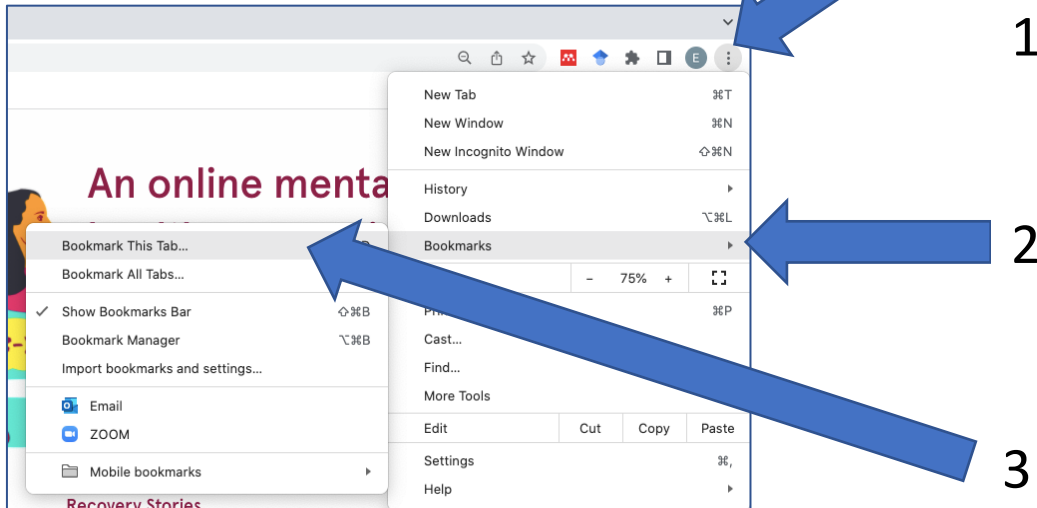 1
E
New Tab ⌘T
New Window ⌘N
New Incognito Window ⇧⌘N
History
Downloads ⌥⌘L
Bookmarks
2
- 75% +
⌘P
Cast...
Find...
More Tools
Edit Cut Copy Paste
Settings ⌘,
Help
An online menta
Bookmark This Tab...
Bookmark All Tabs...
✓ Show Bookmarks Bar ⇧⌘B
Bookmark Manager ⌥⌘B
Import bookmarks and settings...
Email
ZOOM
Mobile bookmarks
3
Recovery Stories